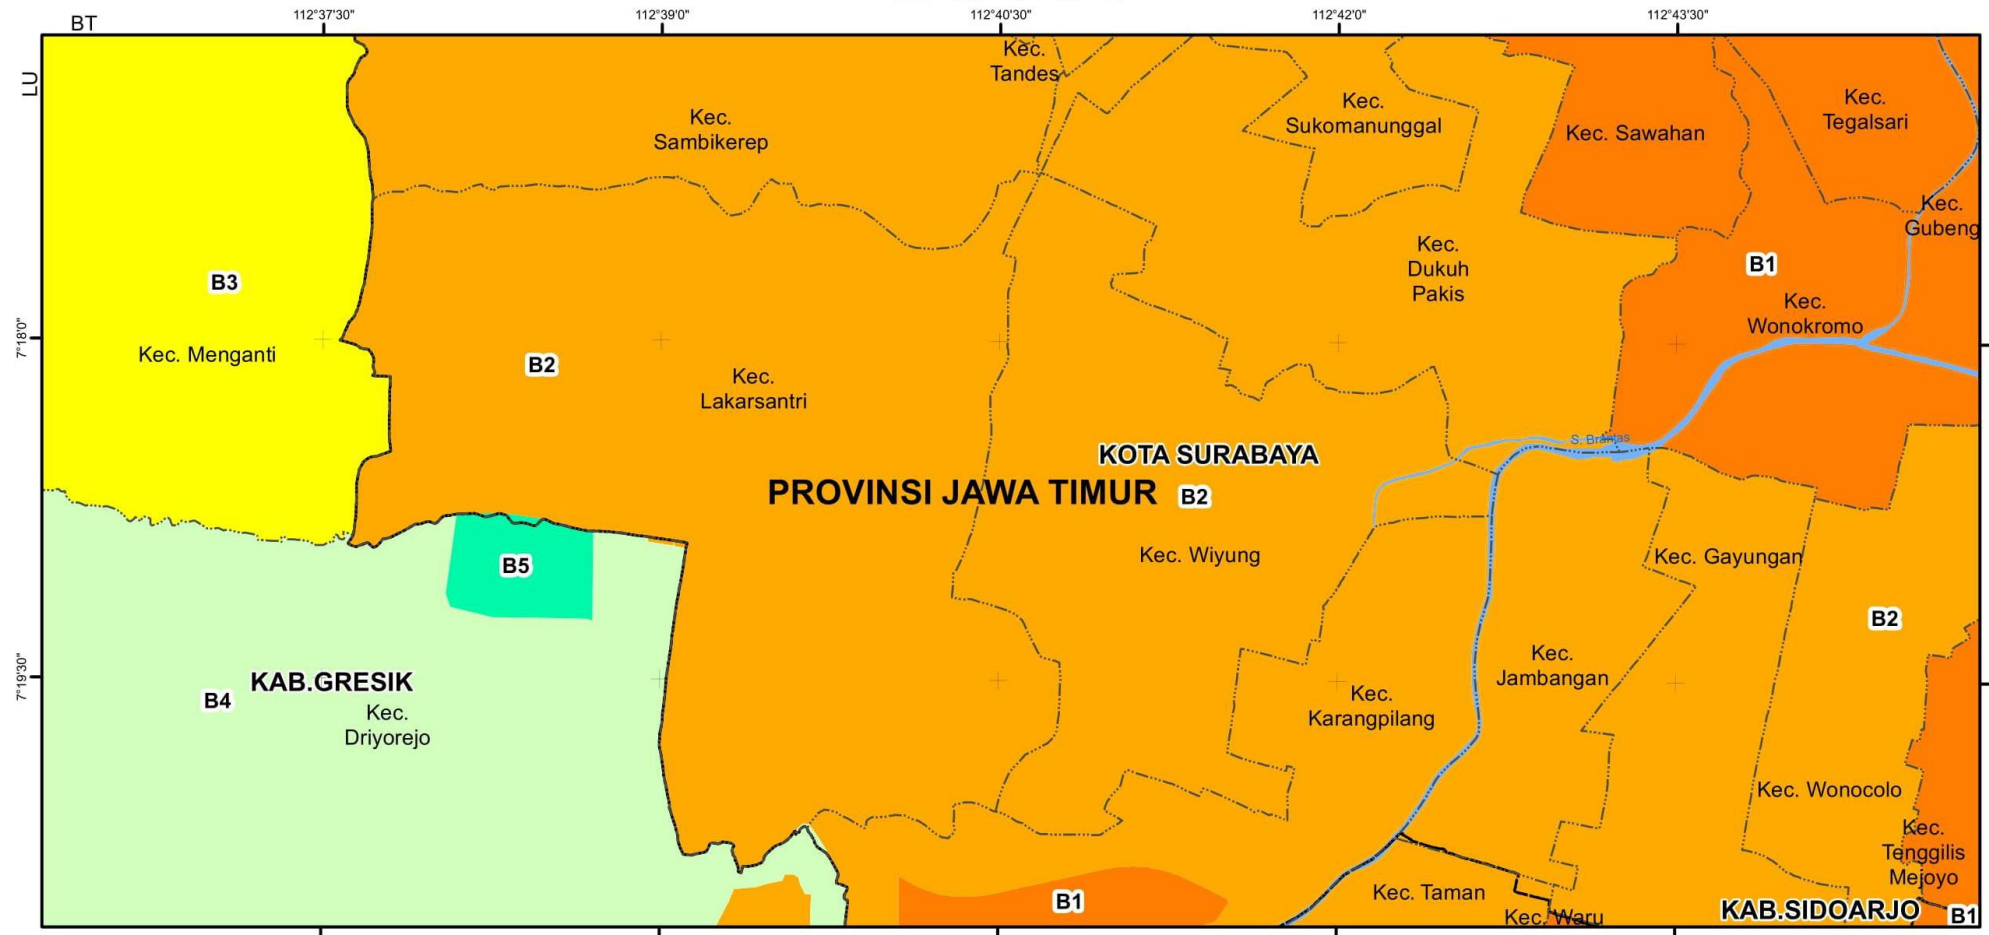 112°37'30"
112°39'0"
112°40'30"
112°42'0"
112°43'30"
BT
LU
Kec.
Tandes
Kec.
Sambikerep
Kec.
Sukomanunggal
Kec. Sawahan
Kec.
Tegalsari
Kec.
Gubeng
Kec.
Dukuh
Pakis
B1
Kec.
Wonokromo
B3
Kec. Menganti
7°18'0"
B2
Kec.
Lakarsantri
S. Brantas
KOTA SURABAYA
PROVINSI JAWA TIMUR
B2
Kec. Wiyung
Kec. Gayungan
B5
B2
7°19'30"
KAB.GRESIK
B4
Kec.
Driyorejo
Kec.
Jambangan
Kec.
Karangpilang
Kec. Wonocolo
Kec.
Tenggilis
Mejoyo
B1
Kec. Taman
Kec. Waru
KAB.SIDOARJO
B1